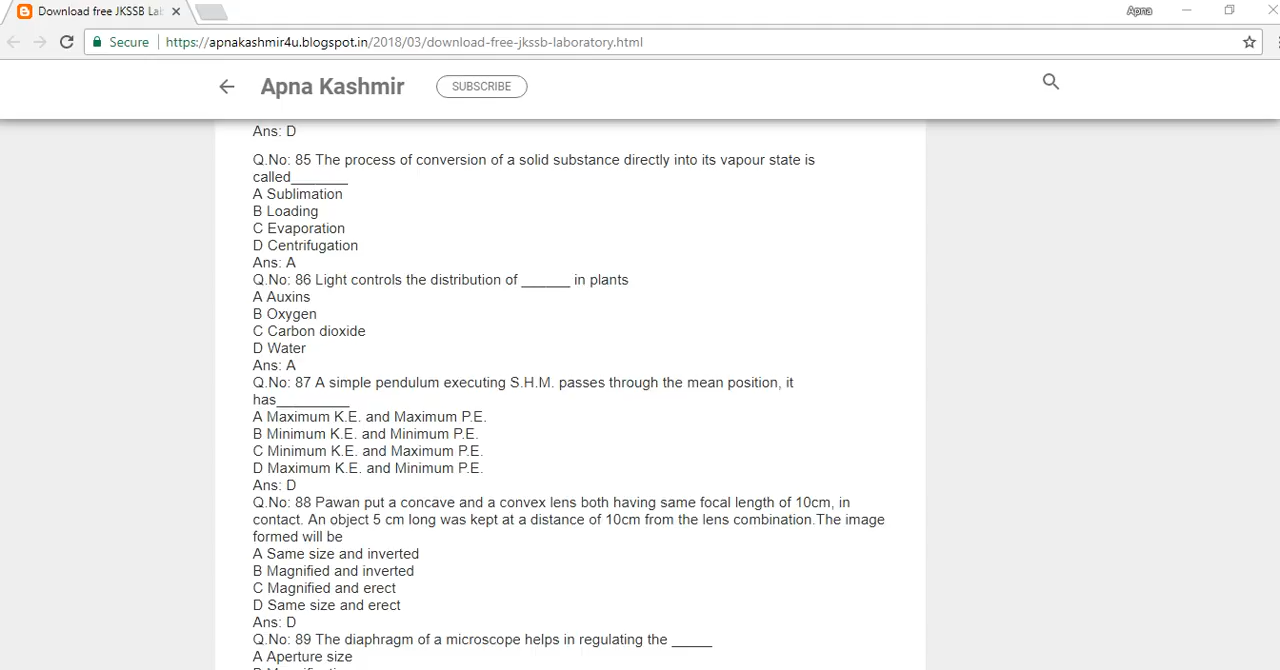 Download free JKSSB La
Apna
Secure https://apnakashmir4u.blogspot.in/2018/03/download-free-jkssb-laboratory.html
Apna Kashmir SUBSCRIBE
Ans: D
Q.No: 85 The process of conversion of a solid substance directly into its vapour state is
called_______
A Sublimation
B Loading
C Evaporation
D Centrifugation
Ans: A
Q.No: 86 Light controls the distribution of ______ in plants
A Auxins
B Oxygen
C Carbon dioxide
D Water
Ans: A
Q.No: 87 A simple pendulum executing S.H.M. passes through the mean position, it
has_________
A Maximum K.E. and Maximum P.E.
B Minimum K.E. and Minimum P.E.
C Minimum K.E. and Maximum P.E.
D Maximum K.E. and Minimum P.E.
Ans: D
Q.No: 88 Pawan put a concave and a convex lens both having same focal length of 10cm, in
contact. An object 5 cm long was kept at a distance of 10cm from the lens combination.The image
formed will be
A Same size and inverted
B Magnified and inverted
C Magnified and erect
D Same size and erect
Ans: D
Q.No: 89 The diaphragm of a microscope helps in regulating the _____
A Aperture size